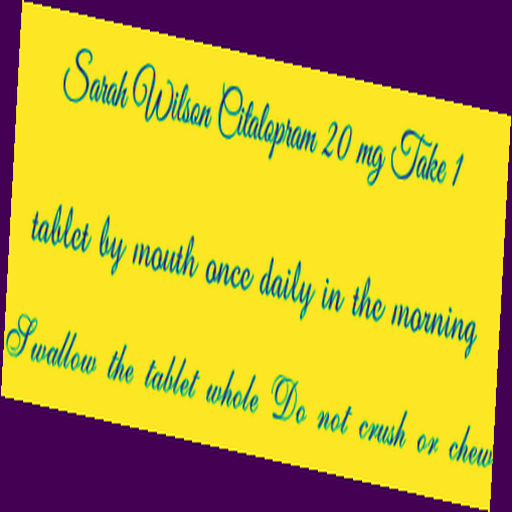 Sarah Wilson Citalopram 20 mg Take 1
tablet by mouth once daily in the morning
Swallow the tablet whole Do not crush or chew